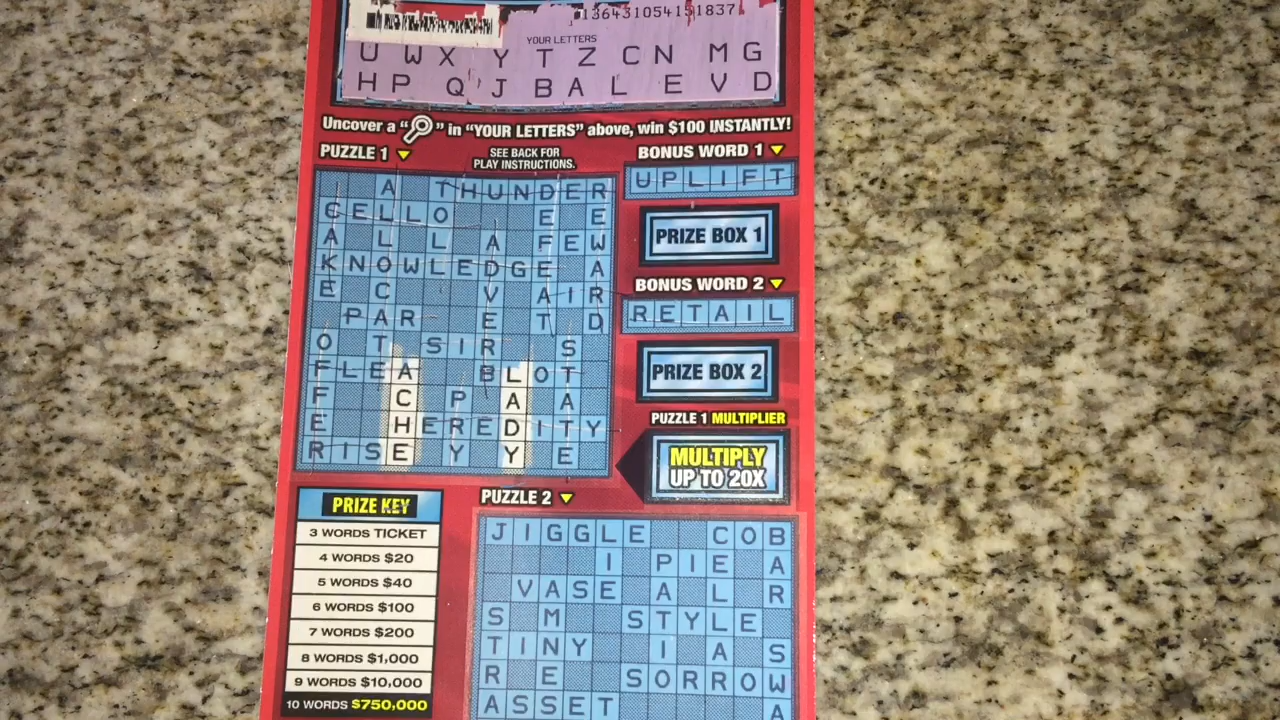 136431054151837
YOUR LETTERS
U W X Y T Z C N M G
H P Q J B A L E V D
Uncover a " " in "YOUR LETTERS" above, win $100 INSTANTLY!
PUZZLE 1
SEE BACK FOR
PLAY INSTRUCTIONS.
A THUNDER
CELLO E E
A L L A FEW
KNOWLEDGE A
E C V AIR
PAR E T D
O T SIR S
FLEA BLOT
F C P A A
E HEREDITY
RISE Y Y E
BONUS WORD 1
UPLIFT
PRIZE BOX 1
BONUS WORD 2
RETAIL
PRIZE BOX 2
PUZZLE 1 MULTIPLIER
MULTIPLY
UP TO 20X
PRIZE KEY
3 WORDS TICKET
4 WORDS $20
5 WORDS $40
6 WORDS $100
7 WORDS $200
8 WORDS $1,000
9 WORDS $10,000
10 WORDS $750,000
PUZZLE 2
JIGGLE COB
I PIE A
VASE A L R
S M STYLE
TINY I A S
R E SORROW
ASSET A